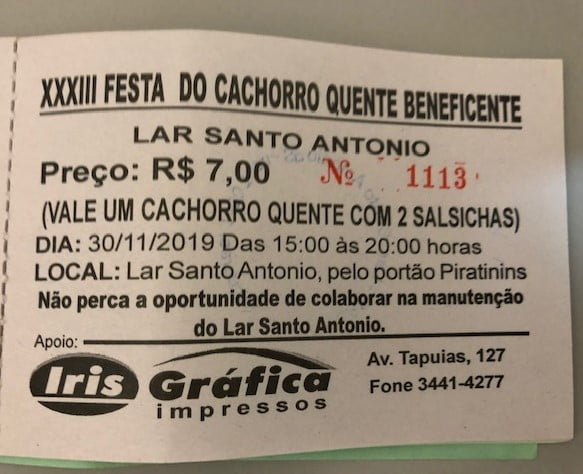 XXXIII FESTA DO CACHORRO QUENTE BENEFICENTE
LAR SANTO ANTONIO
Preço: R$ 7,00 Nº 1113
(VALE UM CACHORRO QUENTE COM 2 SALSICHAS)
DIA: 30/11/2019 Das 15:00 às 20:00 horas
LOCAL: Lar Santo Antonio, pelo portão Piratinins
Não perca a oportunidade de colaborar na manutenção
do Lar Santo Antonio.
Apoio:
Iris Gráfica
impressos
Av. Tapuias, 127
Fone 3441-4277